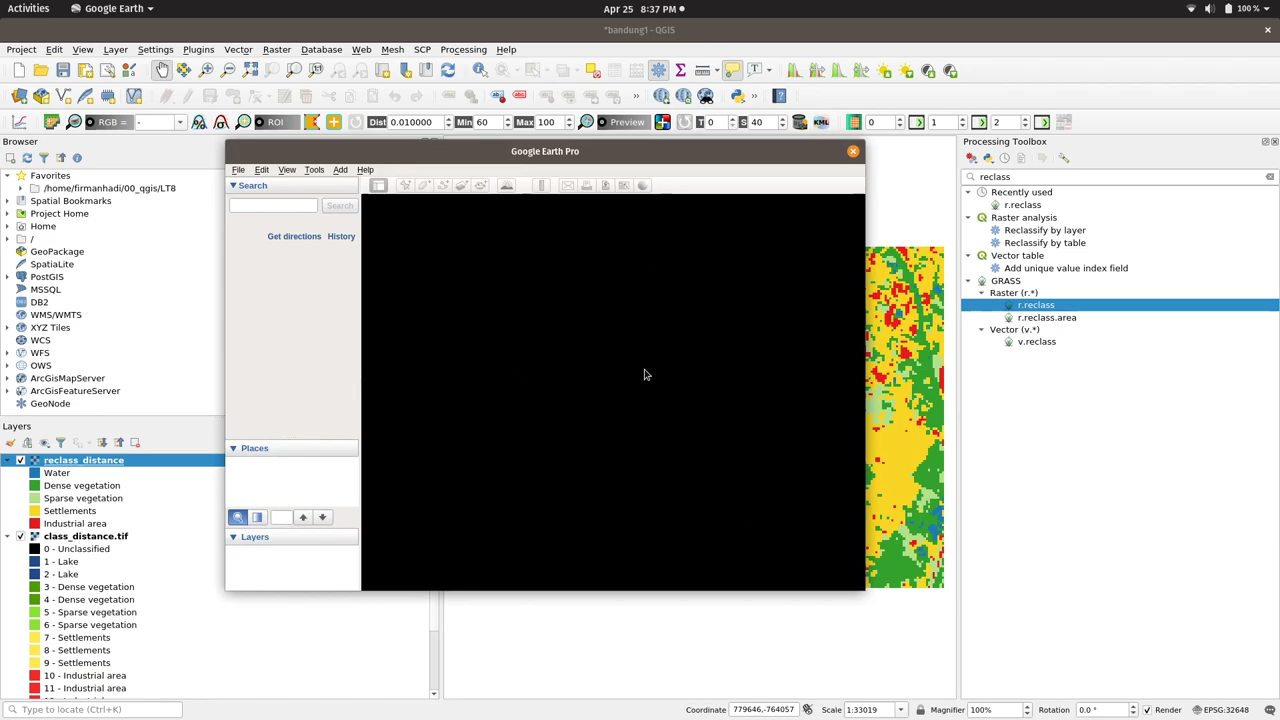 Activities
Google Earth
Apr 25 8:37 PM
100 %
*bandung1 - QGIS
Project Edit View Layer Settings Plugins Vector Raster Database Web Mesh SCP Processing Help
RGB = -
ROI
Dist 0.010000 Min 60 Max 100
Preview T 0 S 40
KML
0 1 2
Browser
Favorites
/home/firmanhadi/00_qgis/LT8
Spatial Bookmarks
Project Home
Home
/
GeoPackage
SpatiaLite
PostGIS
MSSQL
DB2
WMS/WMTS
XYZ Tiles
WCS
WFS
OWS
ArcGisMapServer
ArcGisFeatureServer
GeoNode
Layers
reclass_distance
Water
Dense vegetation
Sparse vegetation
Settlements
Industrial area
class_distance.tif
0 - Unclassified
1 - Lake
2 - Lake
3 - Dense vegetation
4 - Dense vegetation
5 - Sparse vegetation
6 - Sparse vegetation
7 - Settlements
8 - Settlements
9 - Settlements
10 - Industrial area
11 - Industrial area
Google Earth Pro
File Edit View Tools Add Help
Search
Search
Get directions History
Places
Layers
Processing Toolbox
reclass
Recently used
r.reclass
Raster analysis
Reclassify by layer
Reclassify by table
Vector table
Add unique value index field
GRASS
Raster (r.*)
r.reclass
r.reclass.area
Vector (v.*)
v.reclass
Type to locate (Ctrl+K)
Coordinate 779646,-764057
Scale 1:33019
Magnifier 100%
Rotation 0.0 °
Render
EPSG:32648